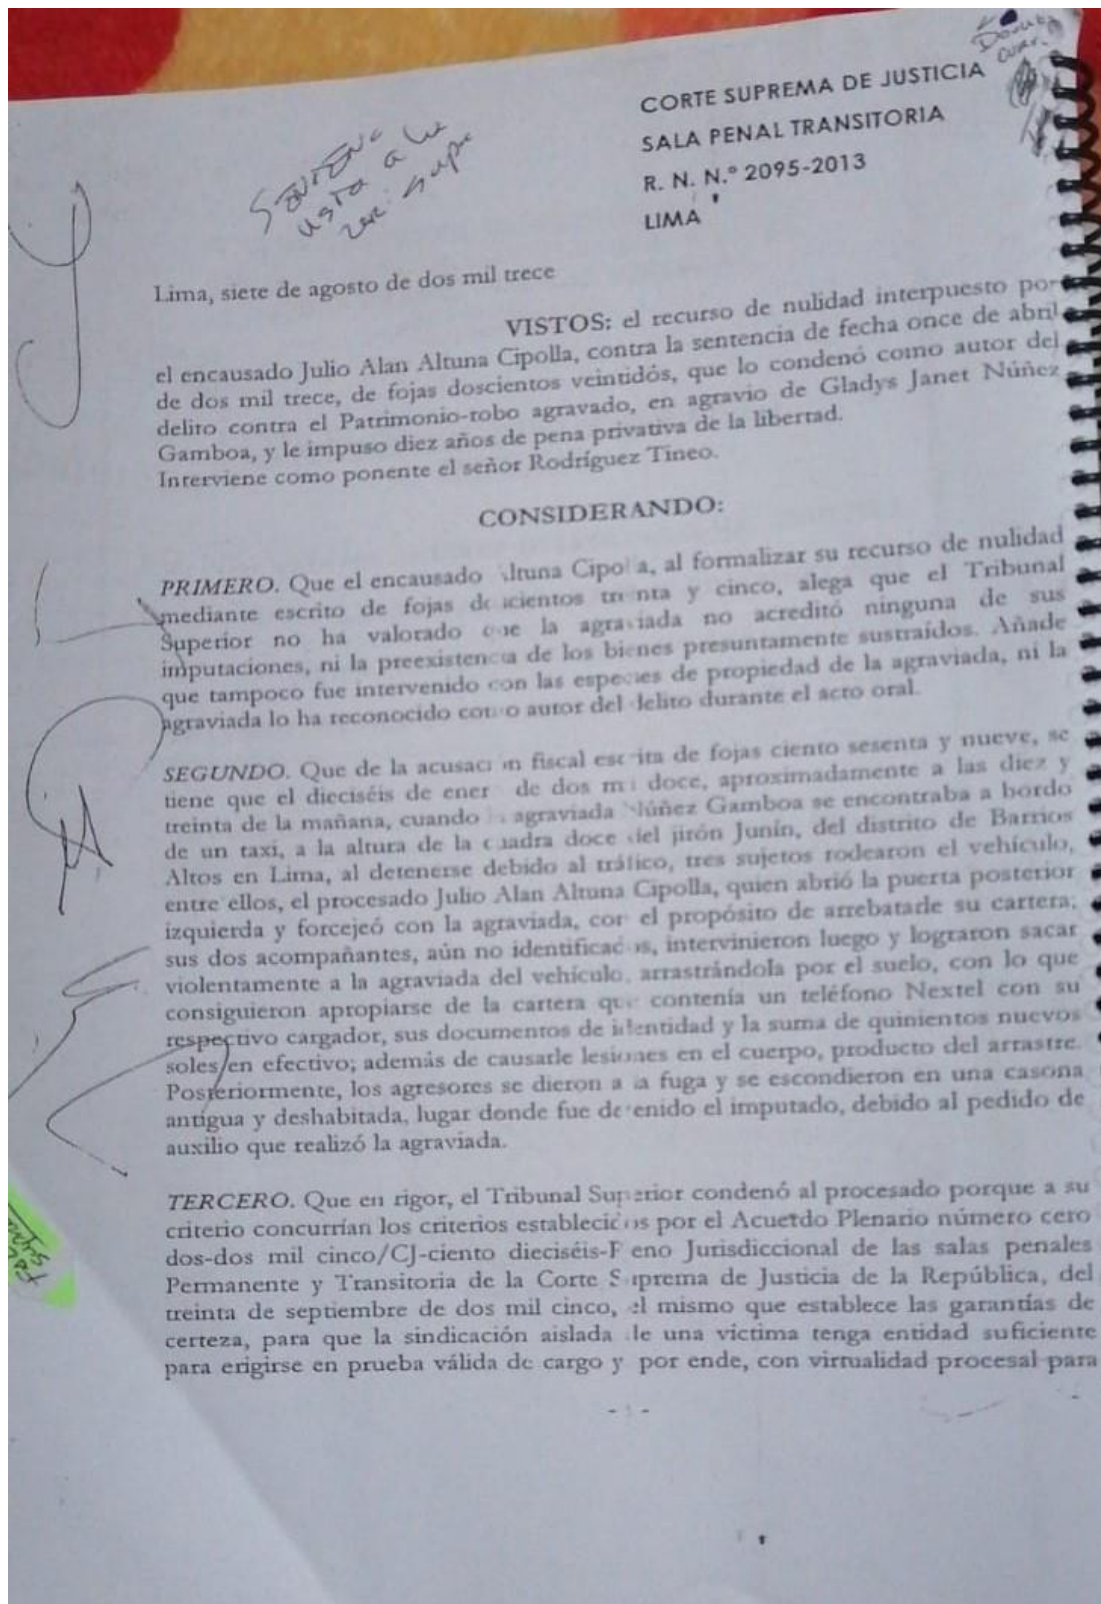 CORTE SUPREMA DE JUSTICIA
SALA PENAL TRANSITORIA
R. N. N.° 2095-2013
LIMA
Lima, siete de agosto de dos mil trece
VISTOS: el recurso de nulidad interpuesto por
el encausado Julio Alan Altuna Cipolla, contra la sentencia de fecha once de abril
de dos mil trece, de fojas doscientos veintidós, que lo condenó como autor del
delito contra el Patrimonio-robo agravado, en agravio de Gladys Janet Núñez
Gamboa, y le impuso diez años de pena privativa de la libertad.
Interviene como ponente el señor Rodríguez Tineo.
CONSIDERANDO:
PRIMERO. Que el encausado Altuna Cipolla, al formalizar su recurso de nulidad
mediante escrito de fojas doscientos treinta y cinco, alega que el Tribunal
Superior no ha valorado que la agraviada no acreditó ninguna de sus
imputaciones, ni la preexistencia de los bienes presuntamente sustraídos. Añade
que tampoco fue intervenido con las especies de propiedad de la agraviada, ni la
agraviada lo ha reconocido como autor del delito durante el acto oral.
SEGUNDO. Que de la acusación fiscal escrita de fojas ciento sesenta y nueve, se
tiene que el dieciséis de enero de dos mil doce, aproximadamente a las diez y
treinta de la mañana, cuando la agraviada Núñez Gamboa se encontraba a bordo
de un taxi, a la altura de la cuadra doce del jirón Junín, del distrito de Barrios
Altos en Lima, al detenerse debido al tráfico, tres sujetos rodearon el vehículo,
entre ellos, el procesado Julio Alan Altuna Cipolla, quien abrió la puerta posterior
izquierda y forcejeó con la agraviada, con el propósito de arrebatarle su cartera;
sus dos acompañantes, aún no identificados, intervinieron luego y lograron sacar
violentamente a la agraviada del vehículo, arrastrándola por el suelo, con lo que
consiguieron apropiarse de la cartera que contenía un teléfono Nextel con su
respectivo cargador, sus documentos de identidad y la suma de quinientos nuevos
soles en efectivo; además de causarle lesiones en el cuerpo, producto del arrastre.
Posteriormente, los agresores se dieron a la fuga y se escondieron en una casona
antigua y deshabitada, lugar donde fue detenido el imputado, debido al pedido de
auxilio que realizó la agraviada.
TERCERO. Que en rigor, el Tribunal Superior condenó al procesado porque a su
criterio concurrían los criterios establecidos por el Acuerdo Plenario número cero
dos-dos mil cinco/CJ-ciento dieciséis-Pleno Jurisdiccional de las salas penales
Permanente y Transitoria de la Corte Suprema de Justicia de la República, del
treinta de septiembre de dos mil cinco, el mismo que establece las garantías de
certeza, para que la sindicación aislada de una víctima tenga entidad suficiente
para erigirse en prueba válida de cargo y por ende, con virtualidad procesal para